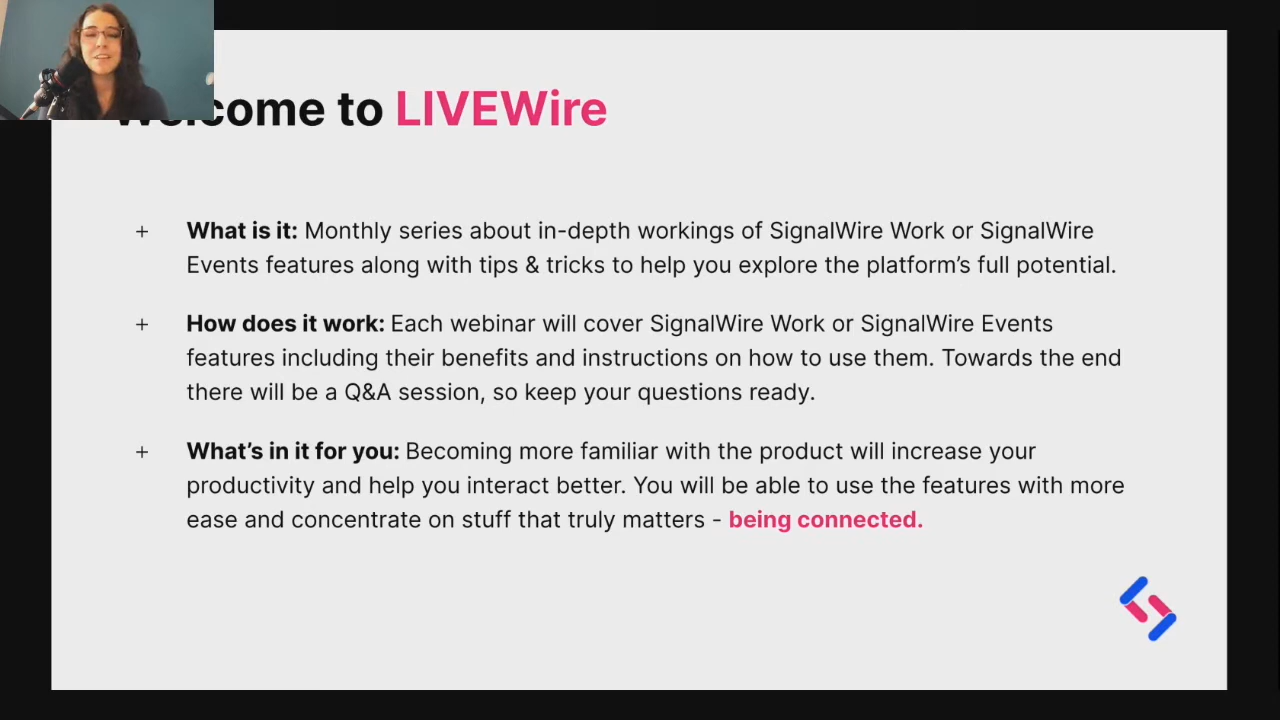 Welcome to LIVEWire
+ What is it: Monthly series about in-depth workings of SignalWire Work or SignalWire
Events features along with tips & tricks to help you explore the platform’s full potential.
+ How does it work: Each webinar will cover SignalWire Work or SignalWire Events
features including their benefits and instructions on how to use them. Towards the end
there will be a Q&A session, so keep your questions ready.
+ What’s in it for you: Becoming more familiar with the product will increase your
productivity and help you interact better. You will be able to use the features with more
ease and concentrate on stuff that truly matters - being connected.